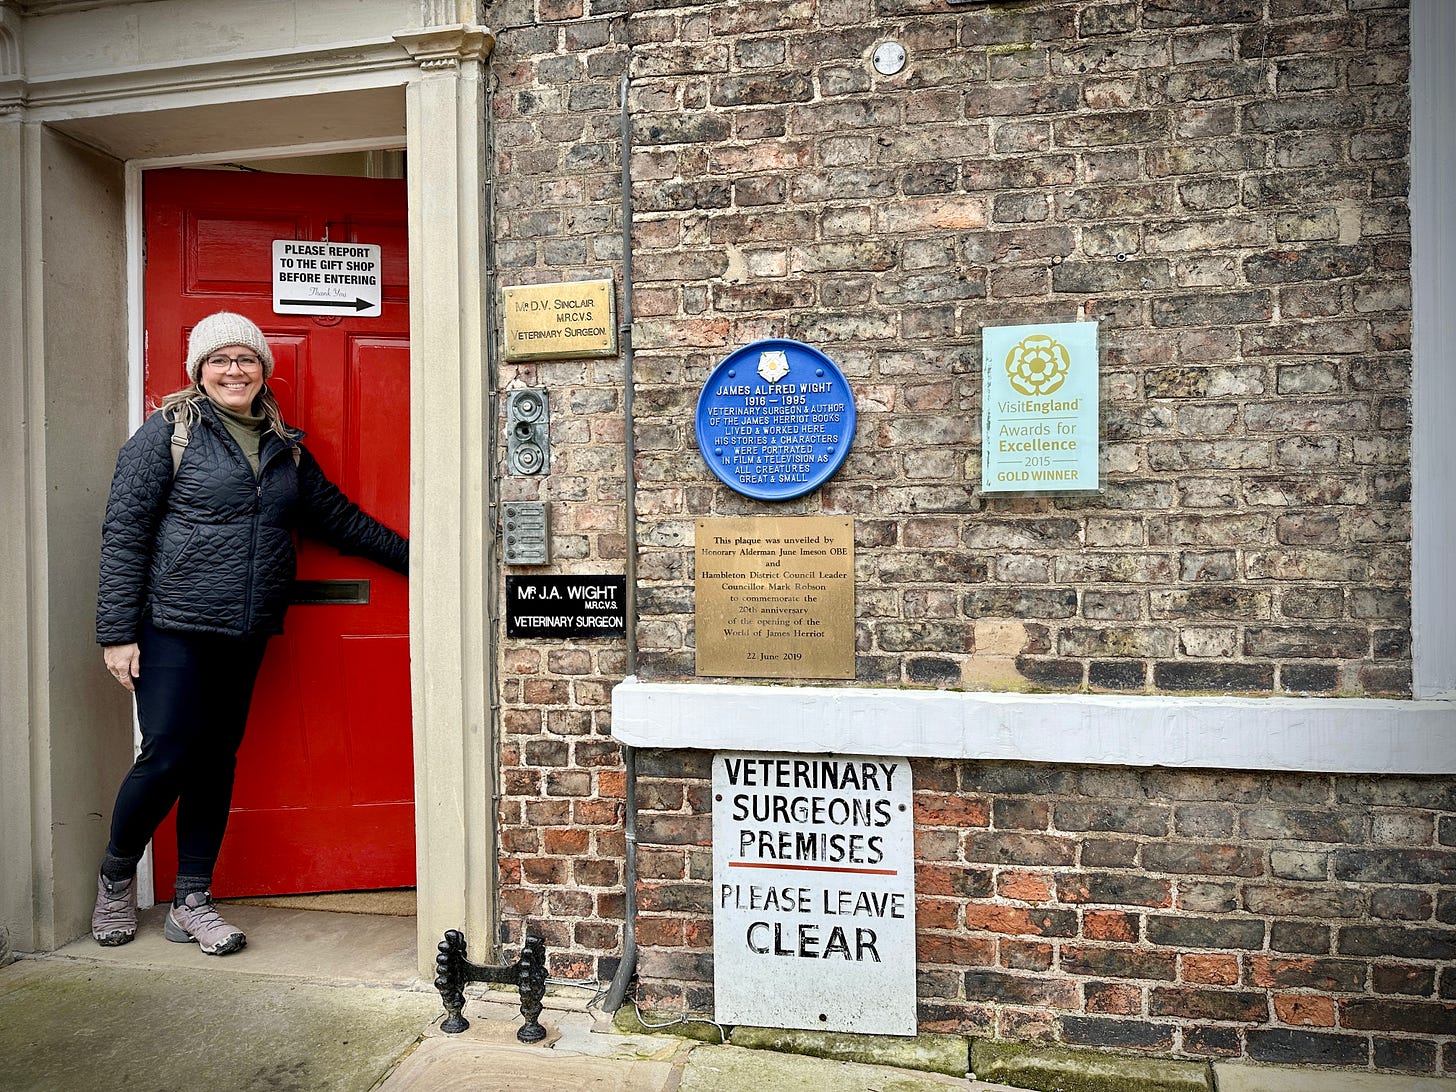 PLEASE REPORT
TO THE GIFT SHOP
BEFORE ENTERING
Thank You
MR D.V. SINCLAIR
M.R.C.V.S.
VETERINARY SURGEON.
MR J.A. WIGHT
M.R.C.V.S.
VETERINARY SURGEON
JAMES ALFRED WIGHT
1916 — 1995
VETERINARY SURGEON & AUTHOR
OF THE JAMES HERRIOT BOOKS
LIVED & WORKED HERE
HIS STORIES & CHARACTERS
WERE PORTRAYED
IN FILM & TELEVISION AS
ALL CREATURES
GREAT & SMALL
This plaque was unveiled by
Honorary Alderman June Imeson OBE
and
Hambleton District Council Leader
Councillor Mark Robson
to commemorate the
20th anniversary
of the opening of the
World of James Herriot
22 June 2019
VisitEngland™
Awards for
Excellence
2015
GOLD WINNER
VETERINARY
SURGEONS
PREMISES
PLEASE LEAVE
CLEAR